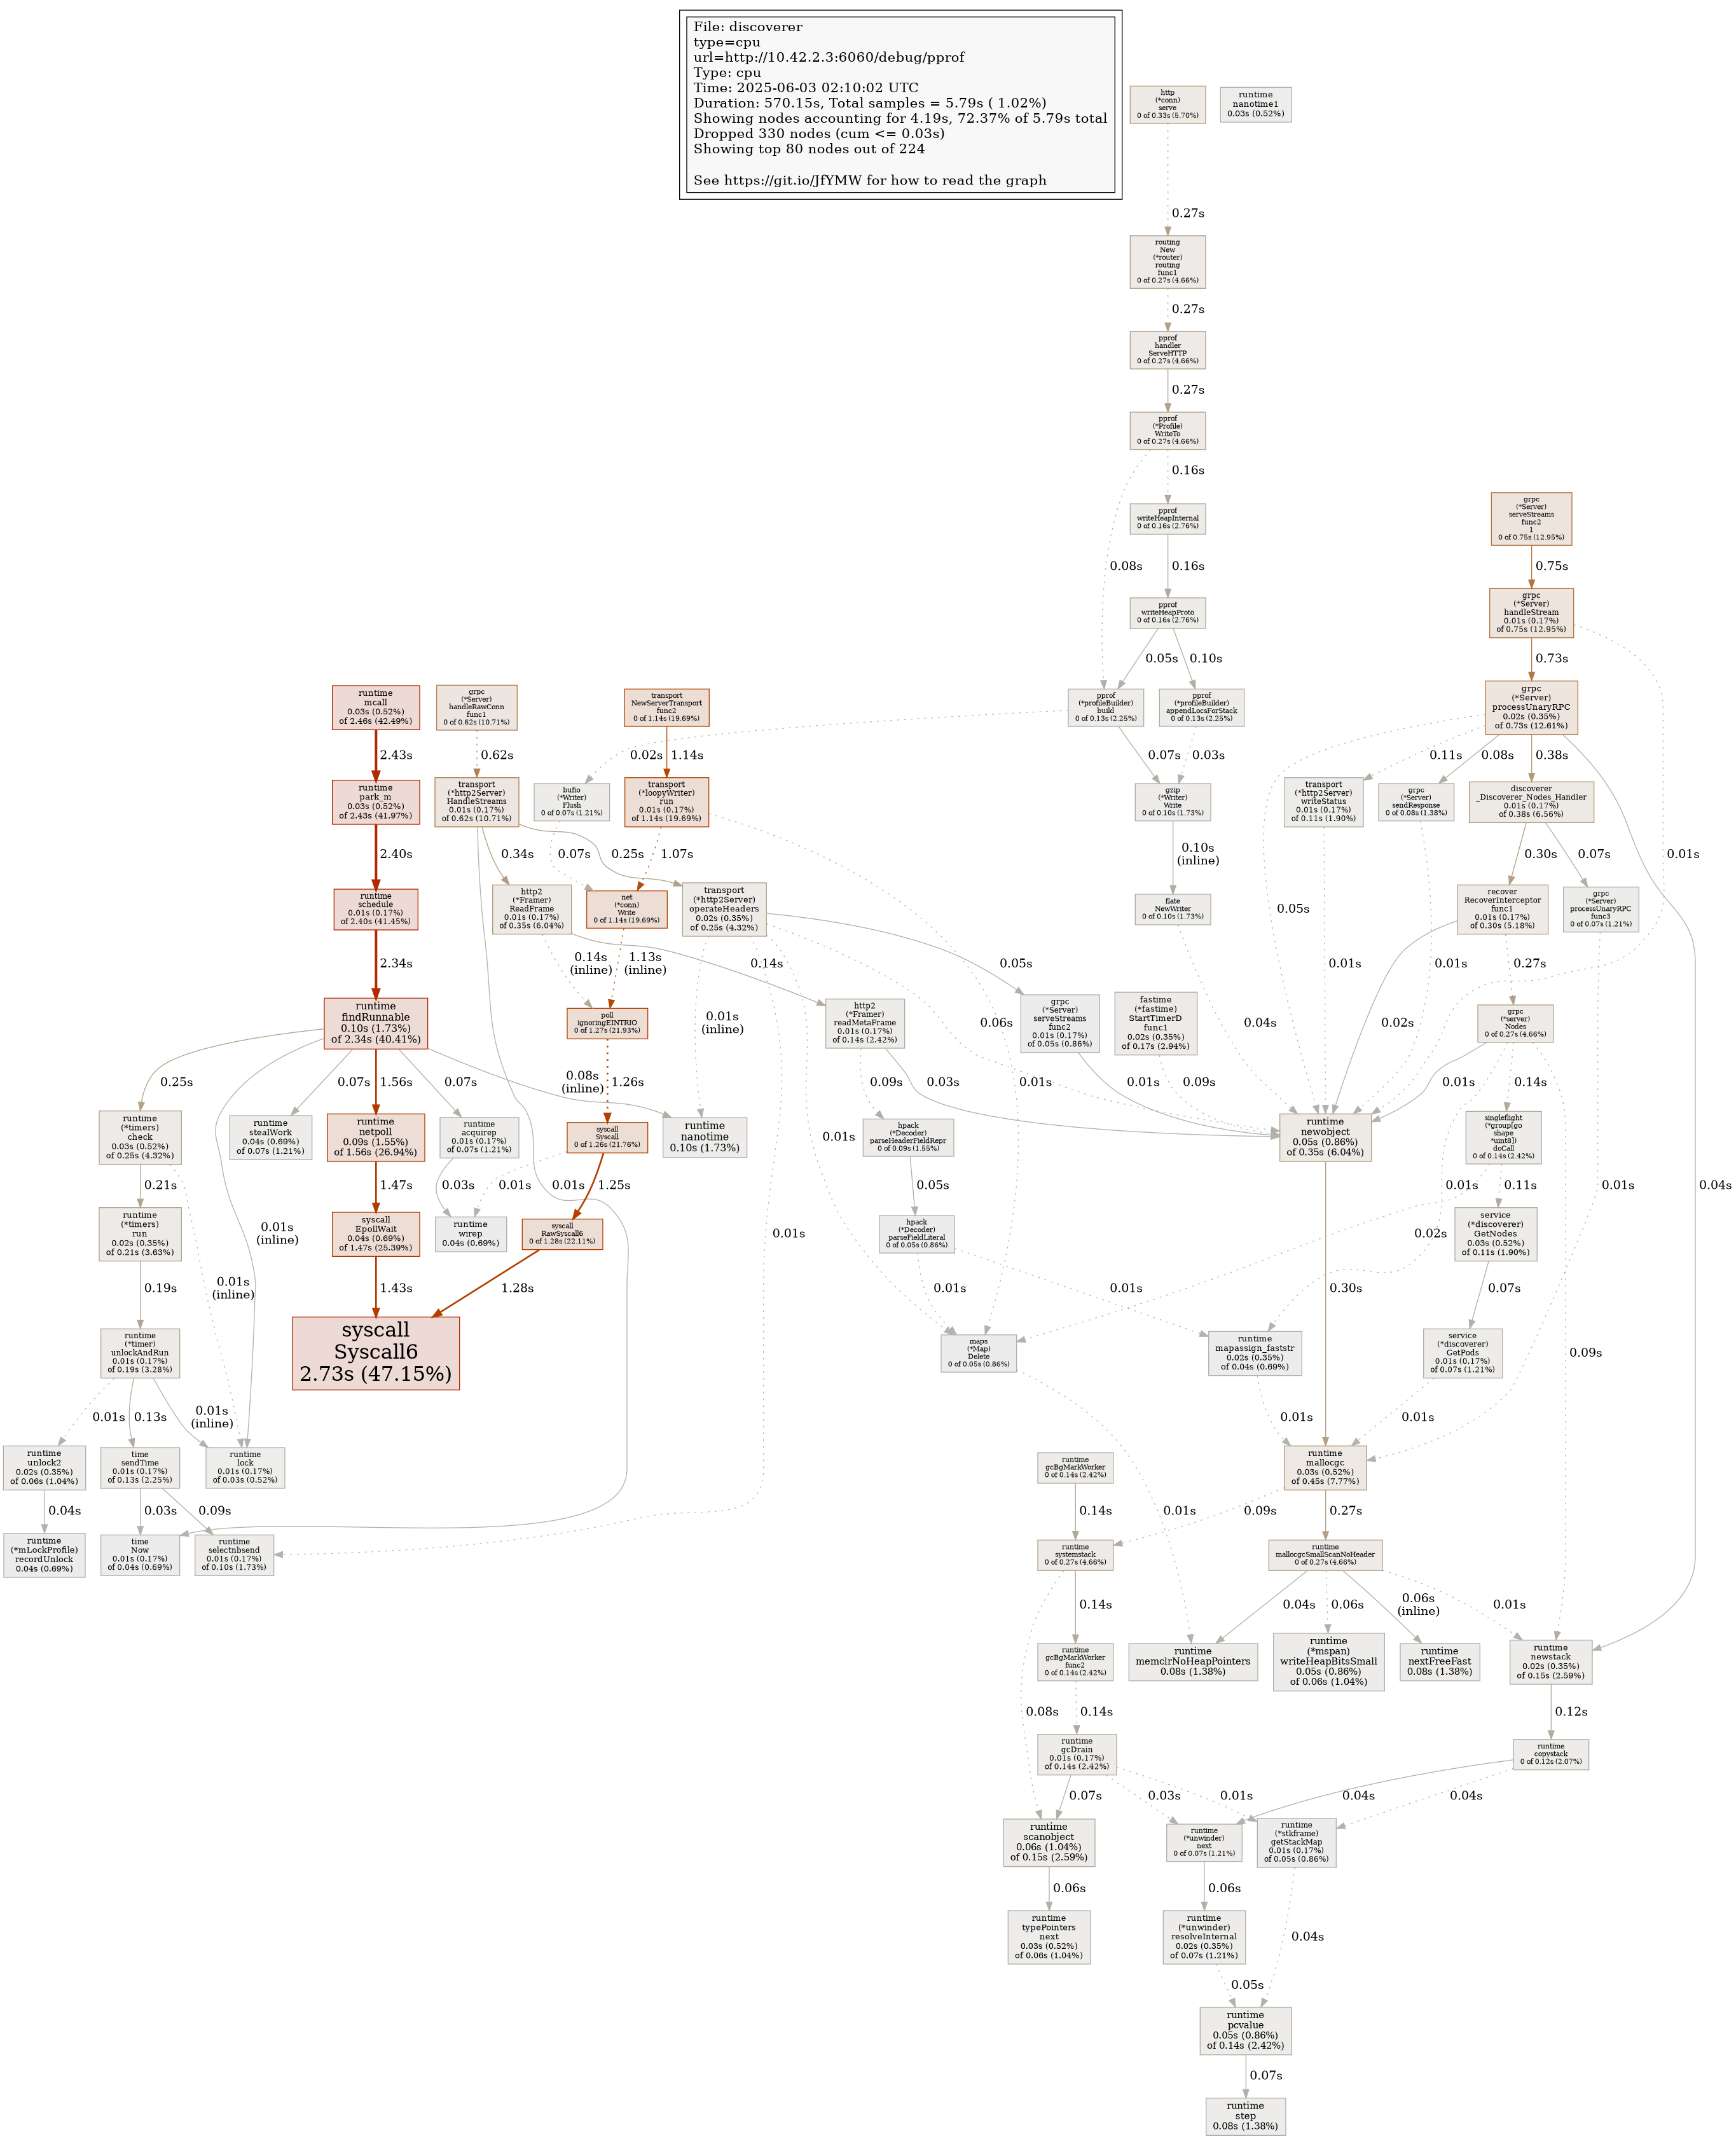 File: discoverer
type=cpu
url=http://10.42.2.3:6060/debug/pprof
Type: cpu
Time: 2025-06-03 02:10:02 UTC
Duration: 570.15s, Total samples = 5.79s ( 1.02%)
Showing nodes accounting for 4.19s, 72.37% of 5.79s total
Dropped 330 nodes (cum <= 0.03s)
Showing top 80 nodes out of 224
See https://git.io/JfYMW for how to read the graph
http
(*conn)
serve
0 of 0.33s (5.70%)
runtime
nanotime1
0.03s (0.52%)
0.27s
routing
New
(*router)
routing
func1
0 of 0.27s (4.66%)
0.27s
pprof
handler
ServeHTTP
0 of 0.27s (4.66%)
0.27s
pprof
(*Profile)
WriteTo
0 of 0.27s (4.66%)
0.16s
0.08s
pprof
writeHeapInternal
0 of 0.16s (2.76%)
0.16s
pprof
writeHeapProto
0 of 0.16s (2.76%)
0.05s
0.10s
grpc
(*Server)
serveStreams
func2
1
0 of 0.75s (12.95%)
0.75s
grpc
(*Server)
handleStream
0.01s (0.17%)
of 0.75s (12.95%)
0.73s
0.01s
runtime
mcall
0.03s (0.52%)
of 2.46s (42.49%)
2.43s
grpc
(*Server)
handleRawConn
func1
0 of 0.62s (10.71%)
0.62s
transport
NewServerTransport
func2
0 of 1.14s (19.69%)
1.14s
pprof
(*profileBuilder)
build
0 of 0.13s (2.25%)
0.02s
0.07s
pprof
(*profileBuilder)
appendLocsForStack
0 of 0.13s (2.25%)
0.03s
grpc
(*Server)
processUnaryRPC
0.02s (0.35%)
of 0.73s (12.61%)
0.05s
0.11s
0.08s
0.38s
0.04s
runtime
park_m
0.03s (0.52%)
of 2.43s (41.97%)
2.40s
transport
(*http2Server)
HandleStreams
0.01s (0.17%)
of 0.62s (10.71%)
0.34s
0.25s
0.01s
bufio
(*Writer)
Flush
0 of 0.07s (1.21%)
0.07s
transport
(*loopyWriter)
run
0.01s (0.17%)
of 1.14s (19.69%)
1.07s
0.01s
gzip
(*Writer)
Write
0 of 0.10s (1.73%)
0.10s
(inline)
transport
(*http2Server)
writeStatus
0.01s (0.17%)
of 0.11s (1.90%)
0.01s
grpc
(*Server)
sendResponse
0 of 0.08s (1.38%)
0.01s
discoverer
_Discoverer_Nodes_Handler
0.01s (0.17%)
of 0.38s (6.56%)
0.30s
0.07s
runtime
schedule
0.01s (0.17%)
of 2.40s (41.45%)
2.34s
http2
(*Framer)
ReadFrame
0.01s (0.17%)
of 0.35s (6.04%)
0.14s
(inline)
0.14s
net
(*conn)
Write
0 of 1.14s (19.69%)
1.13s
(inline)
transport
(*http2Server)
operateHeaders
0.02s (0.35%)
of 0.25s (4.32%)
0.05s
0.01s
(inline)
0.06s
0.01s
0.01s
flate
NewWriter
0 of 0.10s (1.73%)
0.04s
recover
RecoverInterceptor
func1
0.01s (0.17%)
of 0.30s (5.18%)
0.02s
0.27s
grpc
(*Server)
processUnaryRPC
func3
0 of 0.07s (1.21%)
0.01s
runtime
findRunnable
0.10s (1.73%)
of 2.34s (40.41%)
0.25s
0.01s
(inline)
0.07s
1.56s
0.07s
0.08s
(inline)
poll
ignoringEINTRIO
0 of 1.27s (21.93%)
1.26s
http2
(*Framer)
readMetaFrame
0.01s (0.17%)
of 0.14s (2.42%)
0.09s
0.03s
grpc
(*Server)
serveStreams
func2
0.01s (0.17%)
of 0.05s (0.86%)
0.01s
fastime
(*fastime)
StartTimerD
func1
0.02s (0.35%)
of 0.17s (2.94%)
0.09s
grpc
(*server)
Nodes
0 of 0.27s (4.66%)
0.01s
0.14s
0.01s
0.09s
runtime
(*timers)
check
0.03s (0.52%)
of 0.25s (4.32%)
0.21s
0.01s
(inline)
runtime
stealWork
0.04s (0.69%)
of 0.07s (1.21%)
runtime
netpoll
0.09s (1.55%)
of 1.56s (26.94%)
1.47s
runtime
acquirep
0.01s (0.17%)
of 0.07s (1.21%)
0.03s
syscall
Syscall
0 of 1.26s (21.76%)
0.01s
1.25s
runtime
nanotime
0.10s (1.73%)
hpack
(*Decoder)
parseHeaderFieldRepr
0 of 0.09s (1.55%)
0.05s
runtime
newobject
0.05s (0.86%)
of 0.35s (6.04%)
0.30s
singleflight
(*group[go
shape
*uint8])
doCall
0 of 0.14s (2.42%)
0.02s
0.11s
runtime
(*timers)
run
0.02s (0.35%)
of 0.21s (3.63%)
0.19s
syscall
EpollWait
0.04s (0.69%)
of 1.47s (25.39%)
1.43s
runtime
wirep
0.04s (0.69%)
syscall
RawSyscall6
0 of 1.28s (22.11%)
1.28s
hpack
(*Decoder)
parseFieldLiteral
0 of 0.05s (0.86%)
0.01s
0.01s
service
(*discoverer)
GetNodes
0.03s (0.52%)
of 0.11s (1.90%)
0.07s
runtime
(*timer)
unlockAndRun
0.01s (0.17%)
of 0.19s (3.28%)
0.01s
0.13s
0.01s
(inline)
syscall
Syscall6
2.73s (47.15%)
maps
(*Map)
Delete
0 of 0.05s (0.86%)
0.01s
runtime
mapassign_faststr
0.02s (0.35%)
of 0.04s (0.69%)
0.01s
service
(*discoverer)
GetPods
0.01s (0.17%)
of 0.07s (1.21%)
0.01s
runtime
unlock2
0.02s (0.35%)
of 0.06s (1.04%)
0.04s
time
sendTime
0.01s (0.17%)
of 0.13s (2.25%)
0.03s
0.09s
runtime
lock
0.01s (0.17%)
of 0.03s (0.52%)
runtime
gcBgMarkWorker
0 of 0.14s (2.42%)
0.14s
runtime
mallocgc
0.03s (0.52%)
of 0.45s (7.77%)
0.09s
0.27s
runtime
(*mLockProfile)
recordUnlock
0.04s (0.69%)
time
Now
0.01s (0.17%)
of 0.04s (0.69%)
runtime
selectnbsend
0.01s (0.17%)
of 0.10s (1.73%)
runtime
systemstack
0 of 0.27s (4.66%)
0.08s
0.14s
runtime
mallocgcSmallScanNoHeader
0 of 0.27s (4.66%)
0.04s
0.06s
0.06s
(inline)
0.01s
runtime
gcBgMarkWorker
func2
0 of 0.14s (2.42%)
0.14s
runtime
memclrNoHeapPointers
0.08s (1.38%)
runtime
(*mspan)
writeHeapBitsSmall
0.05s (0.86%)
of 0.06s (1.04%)
runtime
nextFreeFast
0.08s (1.38%)
runtime
newstack
0.02s (0.35%)
of 0.15s (2.59%)
0.12s
runtime
gcDrain
0.01s (0.17%)
of 0.14s (2.42%)
0.07s
0.03s
0.01s
runtime
copystack
0 of 0.12s (2.07%)
0.04s
0.04s
runtime
scanobject
0.06s (1.04%)
of 0.15s (2.59%)
0.06s
runtime
(*unwinder)
next
0 of 0.07s (1.21%)
0.06s
runtime
(*stkframe)
getStackMap
0.01s (0.17%)
of 0.05s (0.86%)
0.04s
runtime
typePointers
next
0.03s (0.52%)
of 0.06s (1.04%)
runtime
(*unwinder)
resolveInternal
0.02s (0.35%)
of 0.07s (1.21%)
0.05s
runtime
pcvalue
0.05s (0.86%)
of 0.14s (2.42%)
0.07s
runtime
step
0.08s (1.38%)